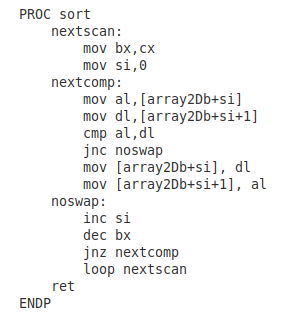 PROC sort
    nextscan:
        mov bx,cx
        mov si,0
    nextcomp:
        mov al,[array2Db+si]
        mov dl,[array2Db+si+1]
        cmp al,dl
        jnc noswap
        mov [array2Db+si], dl
        mov [array2Db+si+1], al
    noswap:
        inc si
        dec bx
        jnz nextcomp
        loop nextscan
    ret
ENDP